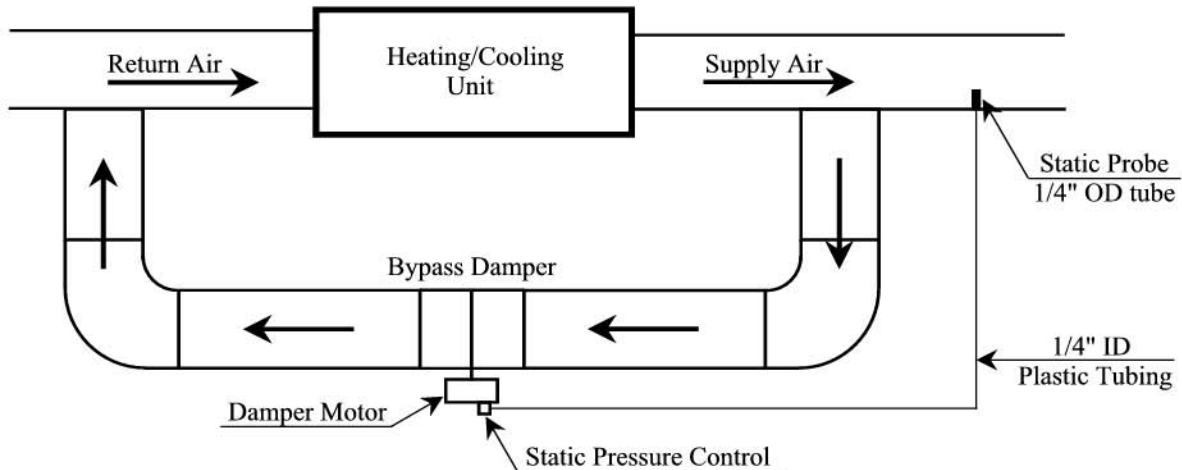 Return Air
Heating/Cooling
Unit
Supply Air
Static Probe
1/4" OD tube
Bypass Damper
1/4" ID
Plastic Tubing
Damper Motor
Static Pressure Control